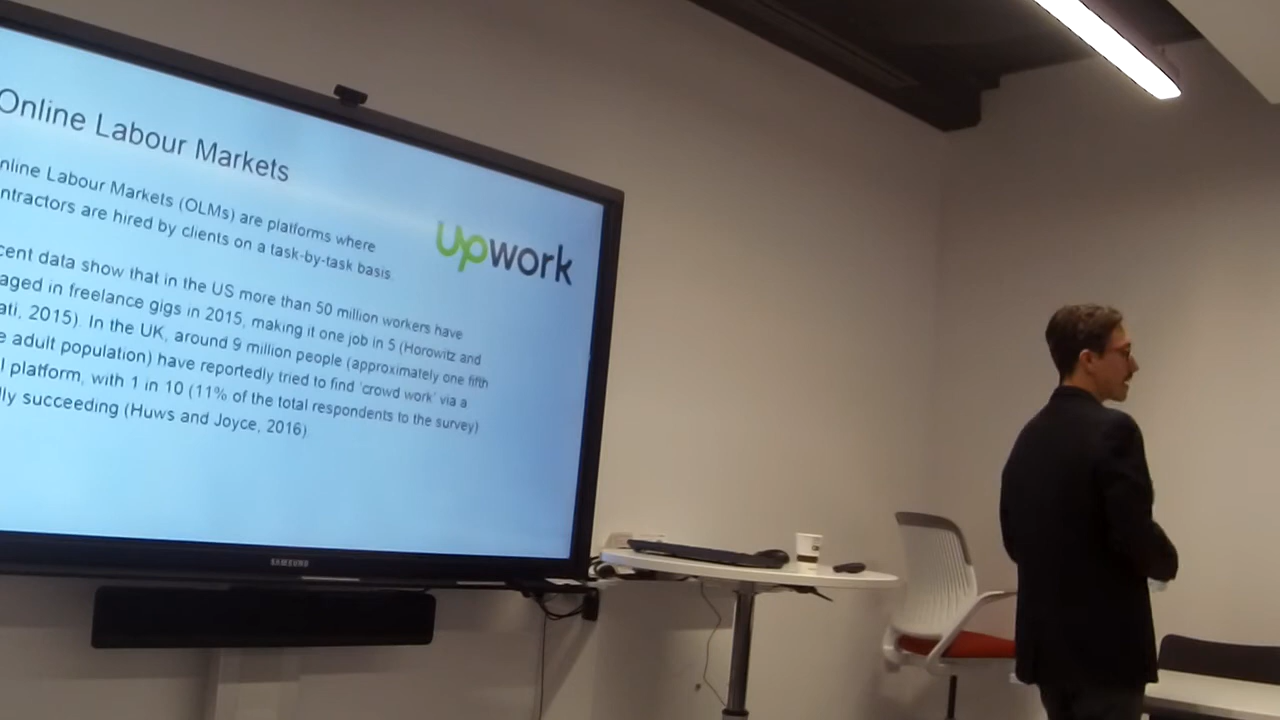 Online Labour Markets
nline Labour Markets (OLMs) are platforms where
ntractors are hired by clients on a task-by-task basis.
upwork
cent data show that in the US more than 50 million workers have
aged in freelance gigs in 2015, making it one job in 5 (Horowitz and
ati, 2015). In the UK, around 9 million people (approximately one fifth
e adult population) have reportedly tried to find 'crowd work' via a
l platform, with 1 in 10 (11% of the total respondents to the survey)
lly succeeding (Huws and Joyce, 2016).
SAMSUNG